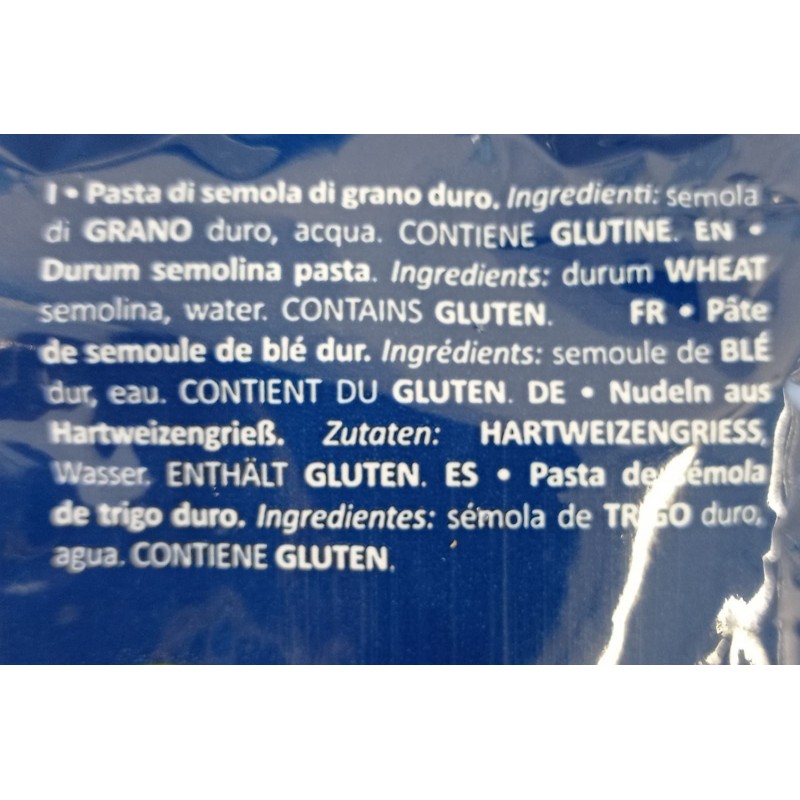 I • Pasta di semola di grano duro. Ingredienti: semola
di GRANO duro, acqua. CONTIENE GLUTINE. EN •
Durum semolina pasta. Ingredients: durum WHEAT
semolina, water. CONTAINS GLUTEN. FR • Pâte
de semoule de blé dur. Ingrédients: semoule de BLÉ
dur, eau. CONTIENT DU GLUTEN. DE • Nudeln aus
Hartweizengrieß. Zutaten: HARTWEIZENGRIESS,
Wasser. ENTHÄLT GLUTEN. ES • Pasta de sémola
de trigo duro. Ingredientes: sémola de TRIGO duro,
agua. CONTIENE GLUTEN.